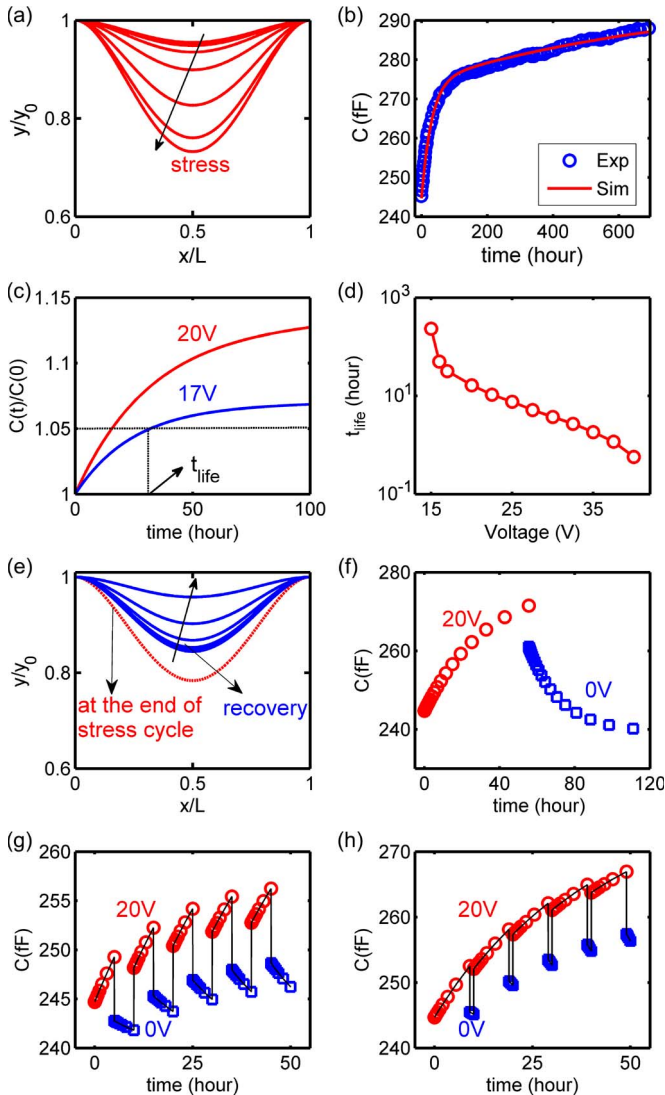 (a)
1
0.8
0.6
y/y0
stress
0
0.5
1
x/L
(b)
290
280
270
260
250
240
C(fF)
Exp
Sim
0
200
400
600
time (hour)
(c)
1.15
1.1
1.05
1
C(t)/C(0)
20V
17V
tlife
0
50
100
time (hour)
(d)
10^3
10^1
10^-1
tlife (hour)
15
25
35
Voltage (V)
(e)
1
0.8
0.6
y/y0
at the end of
stress cycle
recovery
0
0.5
1
x/L
(f)
280
260
240
230
C(fF)
20V
0V
0
40
80
120
time (hour)
(g)
260
255
250
245
240
C(fF)
20V
0V
0
25
50
time (hour)
(h)
270
260
250
240
C(fF)
20V
0V
0
25
50
time (hour)